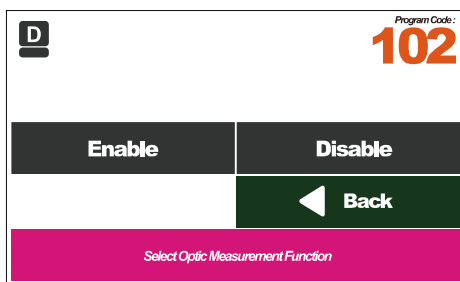 D
Program Code :
102
Enable
Disable
Back
Select Optic Measurement Function